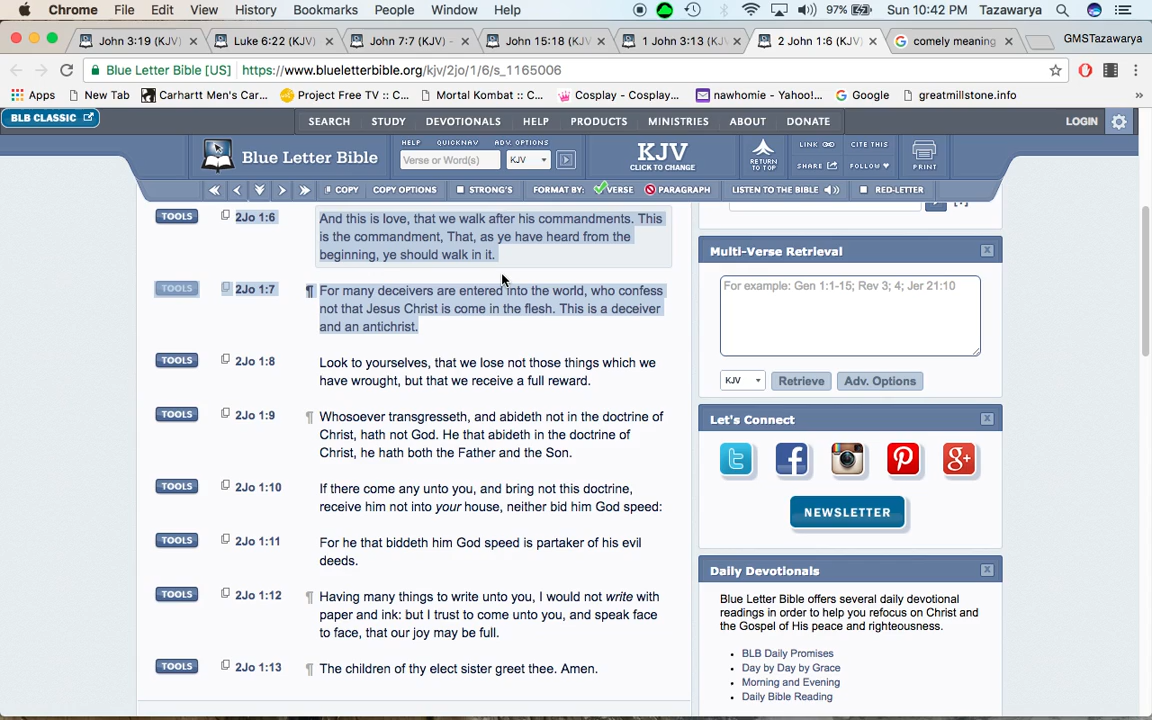 Chrome File Edit View History Bookmarks People Window Help 97% Sun 10:42 PM Tazawarya
John 3:19 (KJV) Luke 6:22 (KJV) John 7:7 (KJV) - John 15:18 (KJV) 1 John 3:13 (KJV) 2 John 1:6 (KJV) comely meaning GMSTazawarya
Blue Letter Bible [US] https://www.blueletterbible.org/kjv/2jo/1/6/s_1165006
Apps New Tab Carhartt Men's Car... Project Free TV :: C... Mortal Kombat :: C... Cosplay - Cosplay... nawhomie - Yahoo!... Google greatmillstone.info »
BLB CLASSIC SEARCH STUDY DEVOTIONALS HELP PRODUCTS MINISTRIES ABOUT DONATE LOGIN
Blue Letter Bible
HELP QUICKNAV ADV. OPTIONS
Verse or Word(s) KJV
KJV
CLICK TO CHANGE
RETURN
TO TOP
LINK CITE THIS
SHARE FOLLOW
PRINT
COPY COPY OPTIONS STRONG'S FORMAT BY: VERSE PARAGRAPH LISTEN TO THE BIBLE RED-LETTER
TOOLS 2Jo 1:6 And this is love, that we walk after his commandments. This
is the commandment, That, as ye have heard from the
beginning, ye should walk in it.
TOOLS 2Jo 1:7 ¶ For many deceivers are entered into the world, who confess
not that Jesus Christ is come in the flesh. This is a deceiver
and an antichrist.
TOOLS 2Jo 1:8 Look to yourselves, that we lose not those things which we
have wrought, but that we receive a full reward.
TOOLS 2Jo 1:9 ¶ Whosoever transgresseth, and abideth not in the doctrine of
Christ, hath not God. He that abideth in the doctrine of
Christ, he hath both the Father and the Son.
TOOLS 2Jo 1:10 If there come any unto you, and bring not this doctrine,
receive him not into your house, neither bid him God speed:
TOOLS 2Jo 1:11 For he that biddeth him God speed is partaker of his evil
deeds.
TOOLS 2Jo 1:12 ¶ Having many things to write unto you, I would not write with
paper and ink: but I trust to come unto you, and speak face
to face, that our joy may be full.
TOOLS 2Jo 1:13 ¶ The children of thy elect sister greet thee. Amen.
Multi-Verse Retrieval
For example: Gen 1:1-15; Rev 3; 4; Jer 21:10
KJV Retrieve Adv. Options
Let's Connect
NEWSLETTER
Daily Devotionals
Blue Letter Bible offers several daily devotional
readings in order to help you refocus on Christ and
the Gospel of His peace and righteousness.
BLB Daily Promises
Day by Day by Grace
Morning and Evening
Daily Bible Reading